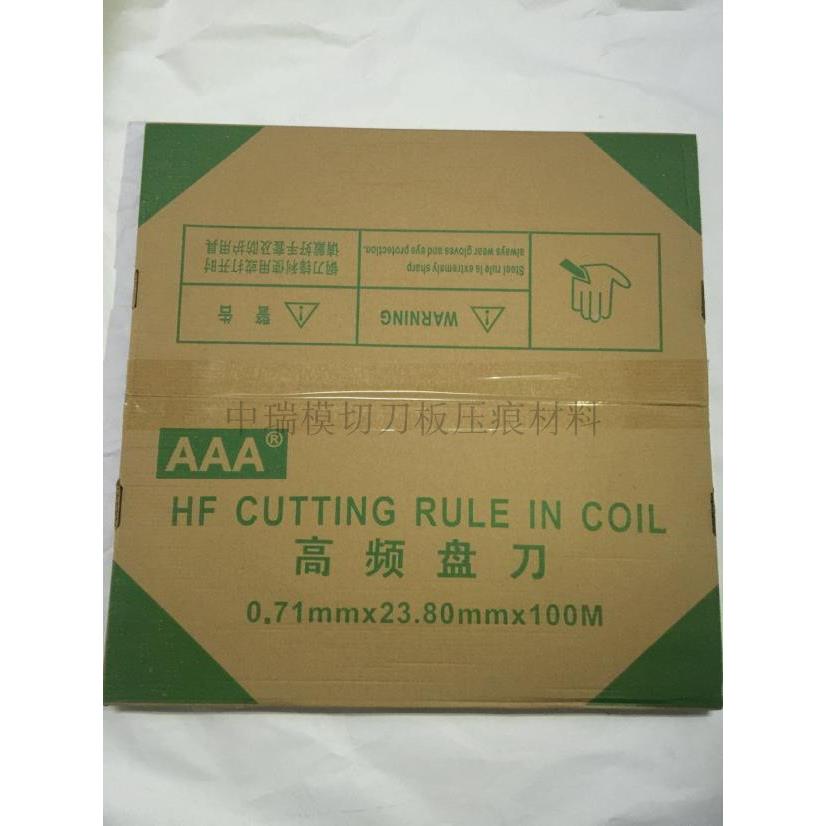 钢刀锋利使用或打开时
请戴好手套及防护用具
Steel rule is extremely sharp
always wear gloves and eye protection.
警 告
WARNING
中瑞模切刀板压痕材料
AAA®
HF CUTTING RULE IN COIL
高频盘刀
0.71mmx23.80mmx100M